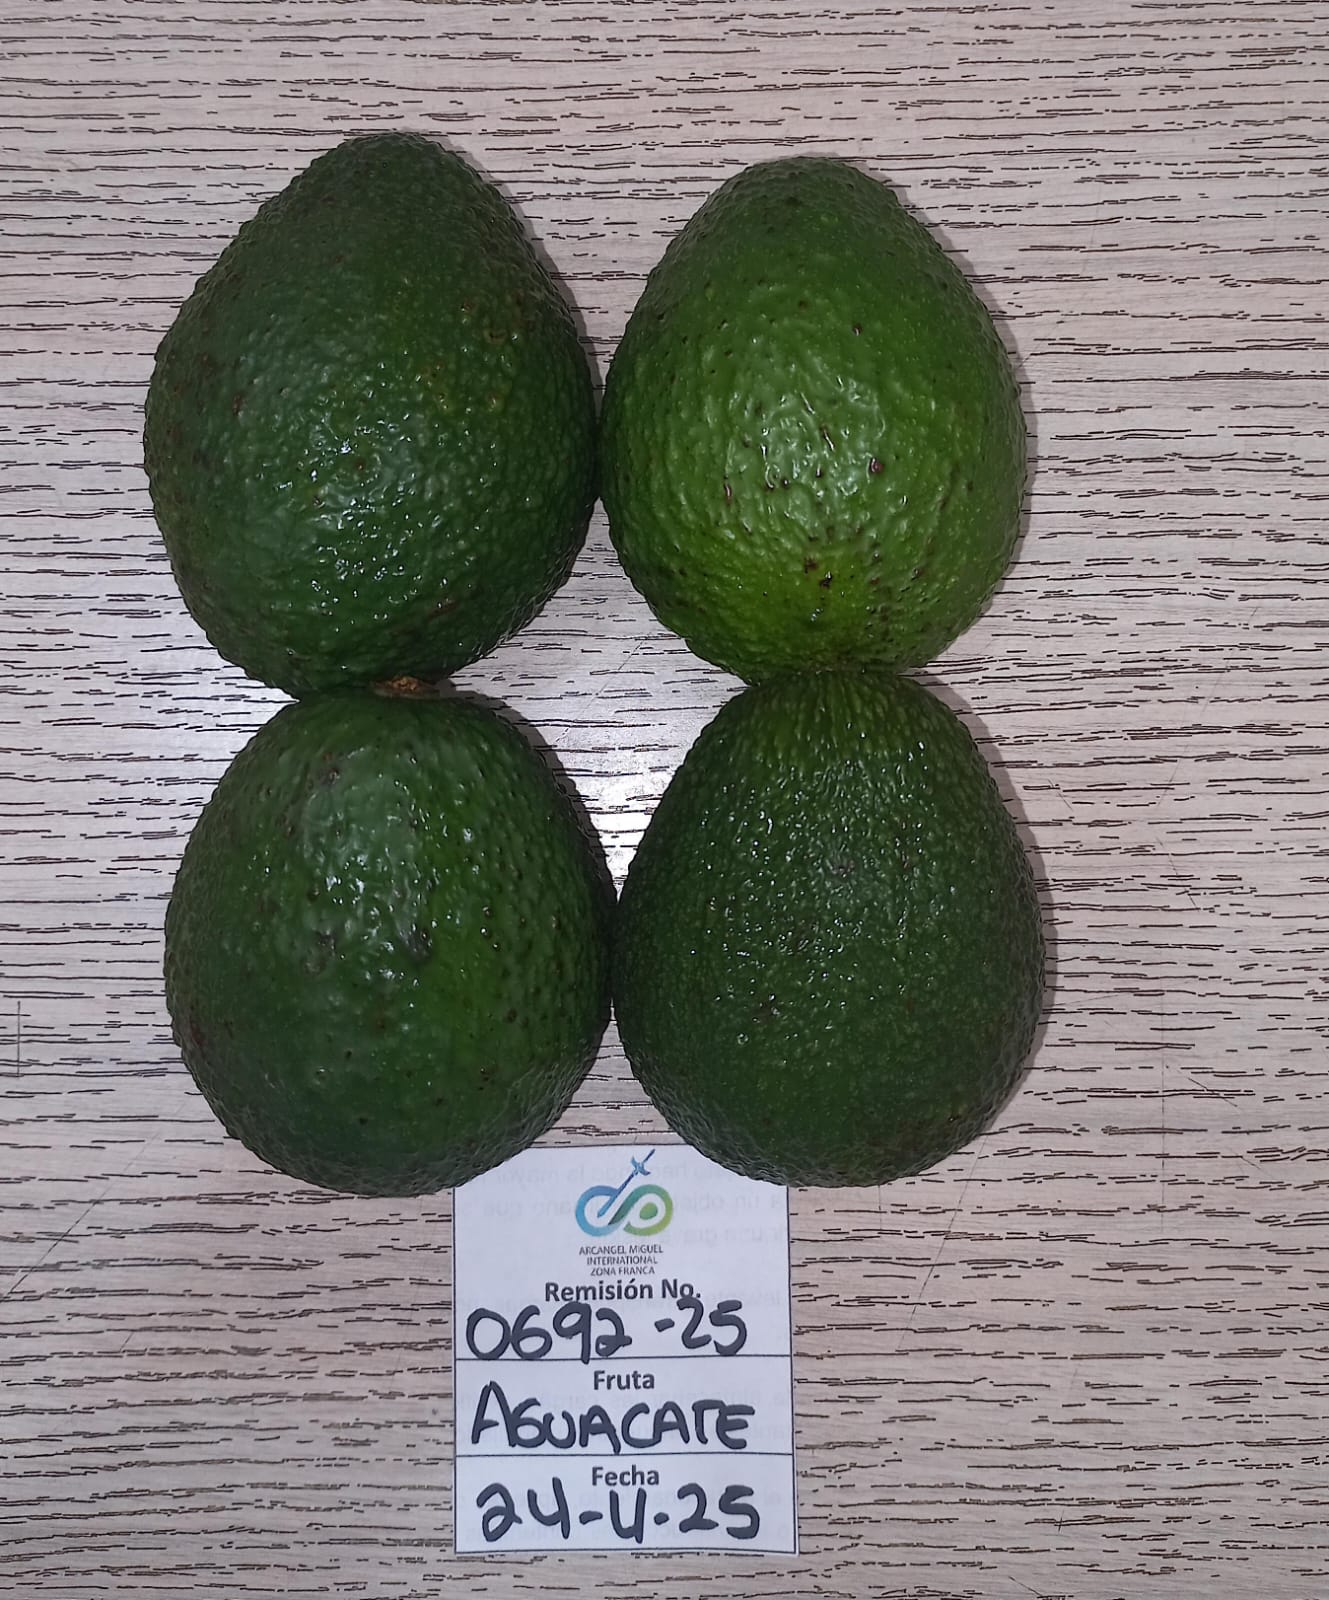 ARCANGEL MIGUEL
INTERNATIONAL
ZONA FRANCA
Remisión No.
0692-25
Fruta
AGUACATE
Fecha
24-4-25